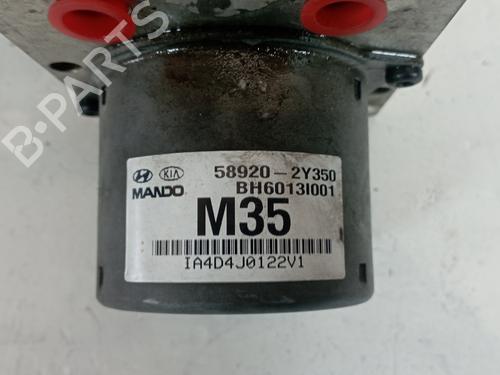 B-PARTS
KIA
58920-2Y350
MANDO
BH6013I001
M35
IA4D4J0122V1